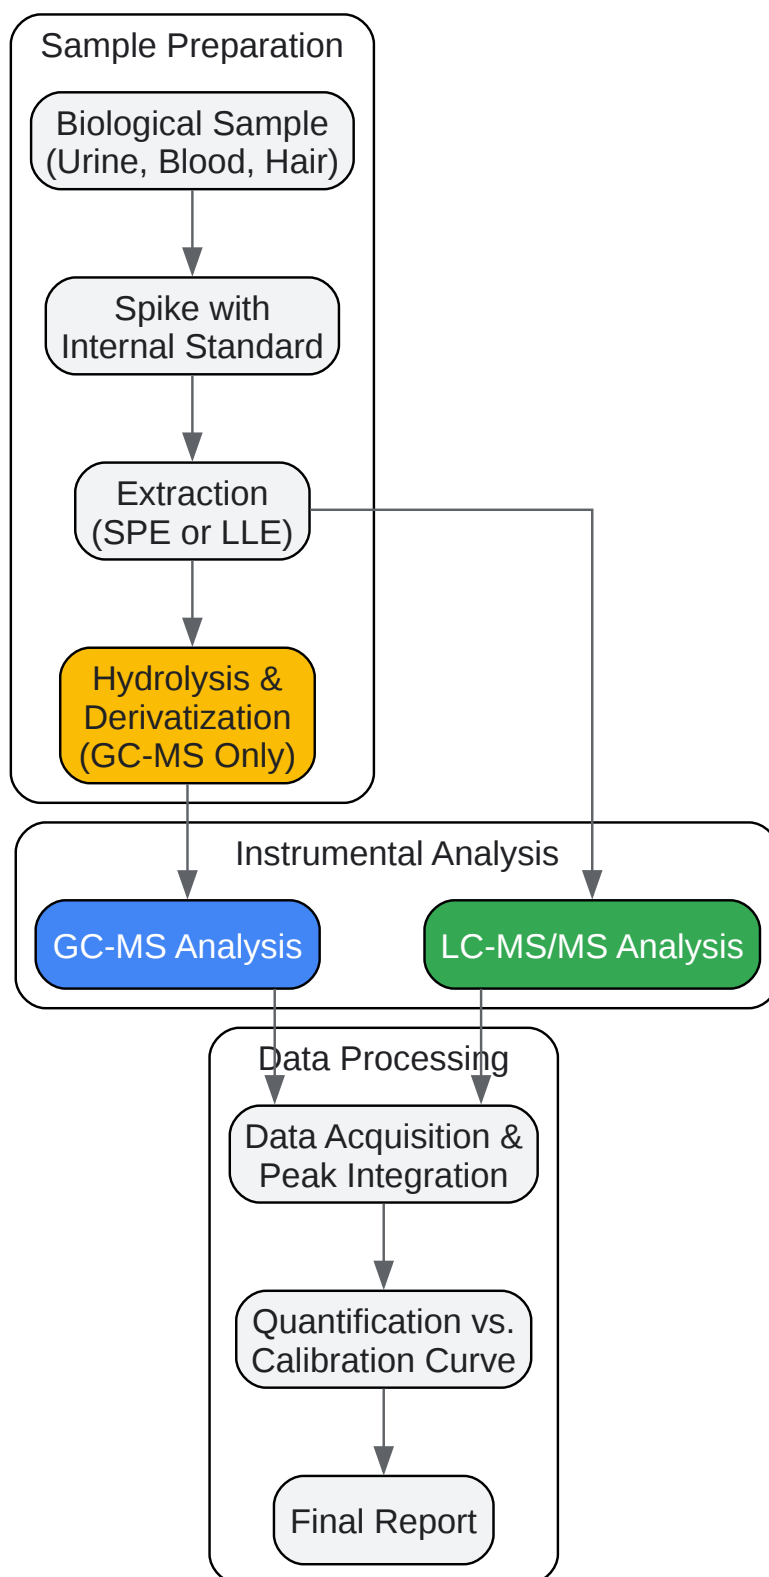 Sample Preparation
Biological Sample
(Urine, Blood, Hair)
Spike with
Internal Standard
Extraction
(SPE or LLE)
Hydrolysis &
Derivatization
(GC-MS Only)
Instrumental Analysis
GC-MS Analysis
LC-MS/MS Analysis
Data Processing
Data Acquisition &
Peak Integration
Quantification vs.
Calibration Curve
Final Report